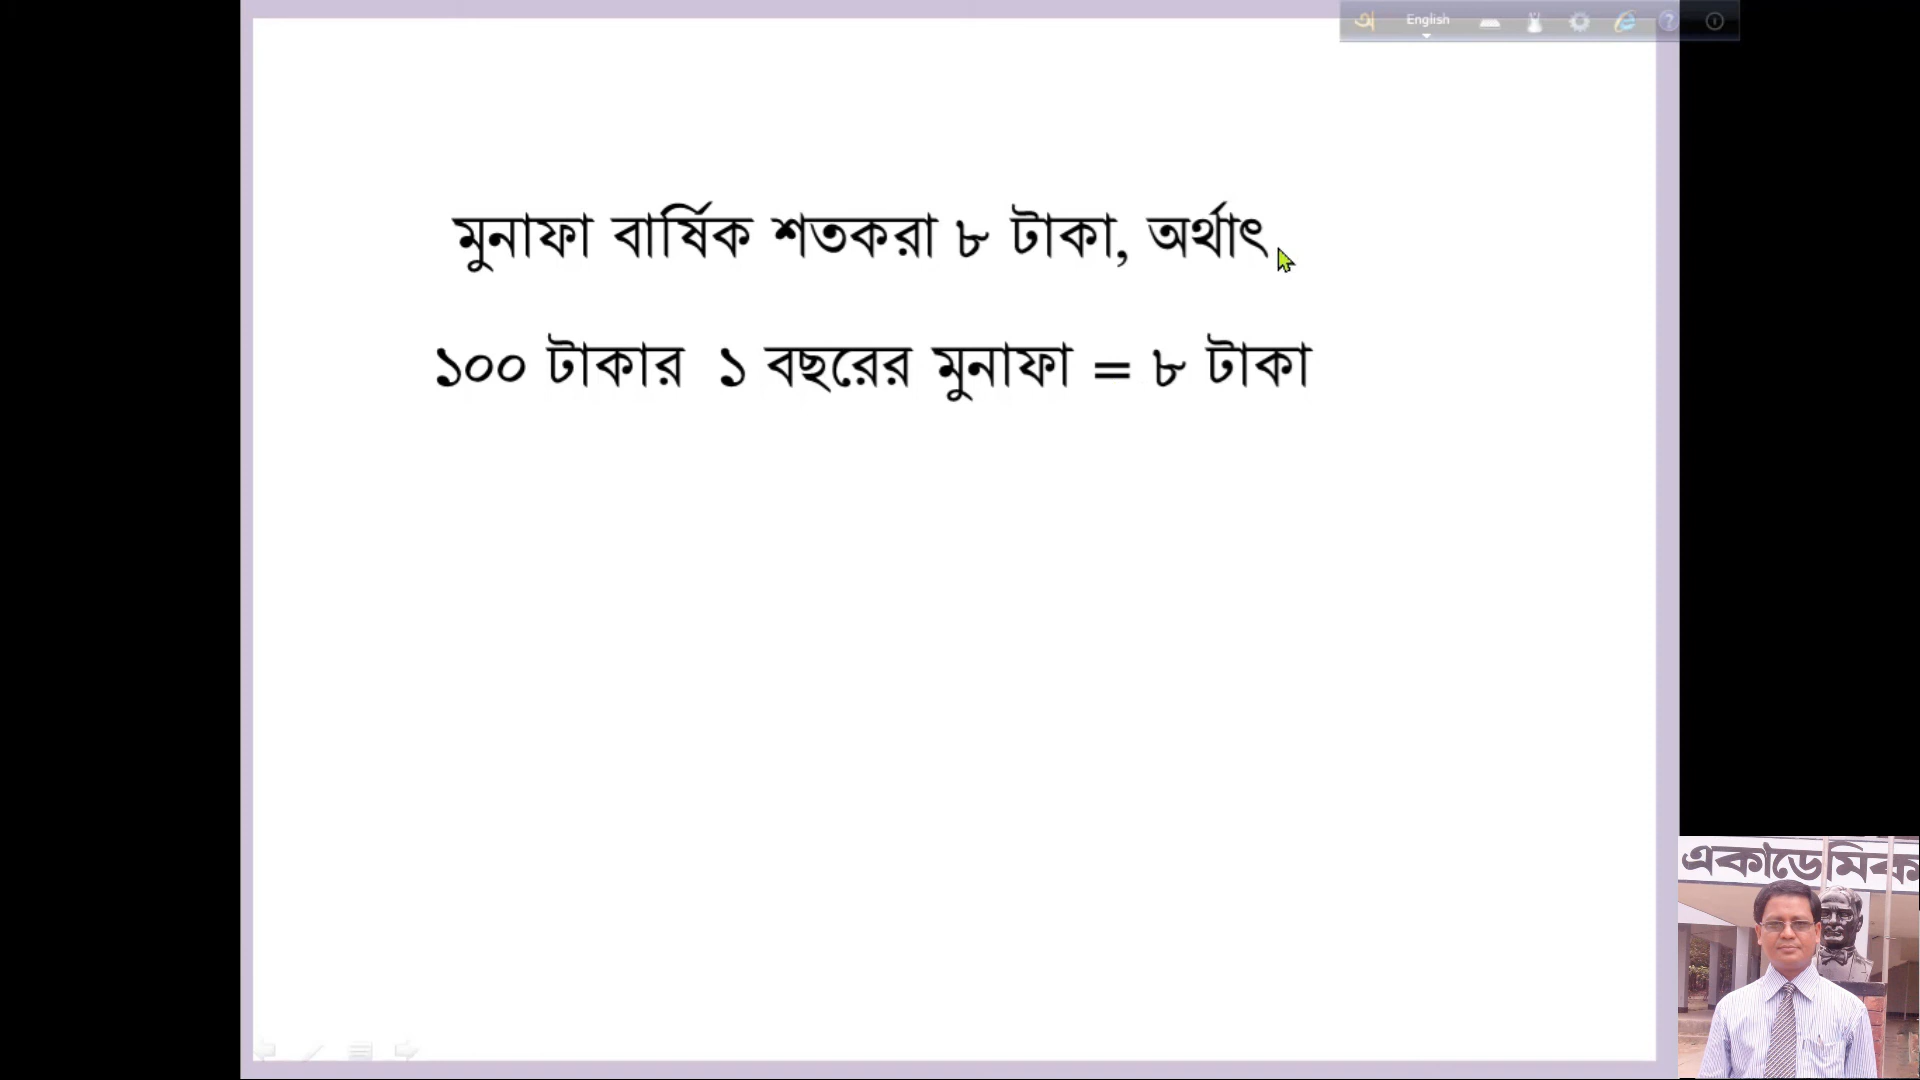 অ English
মুনাফা বার্ষিক শতকরা ৮ টাকা, অর্থাৎ
১০০ টাকার ১ বছরের মুনাফা = ৮ টাকা
একাডেমিক